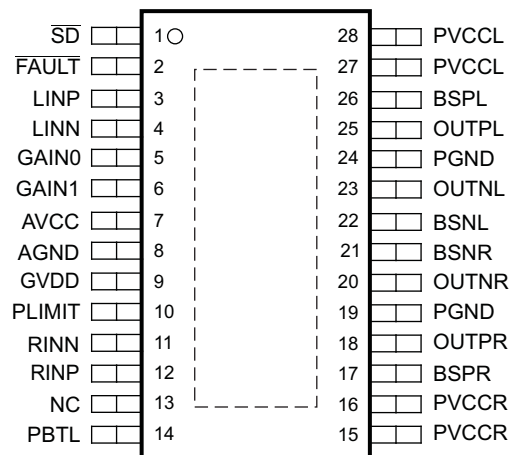 SD 1 28 PVCCL
FAULT 2 27 PVCCL
LINP 3 26 BSPL
LINN 4 25 OUTPL
GAIN0 5 24 PGND
GAIN1 6 23 OUTNL
AVCC 7 22 BSNL
AGND 8 21 BSNR
GVDD 9 20 OUTNR
PLIMIT 10 19 PGND
RINN 11 18 OUTPR
RINP 12 17 BSPR
NC 13 16 PVCCR
PBTL 14 15 PVCCR